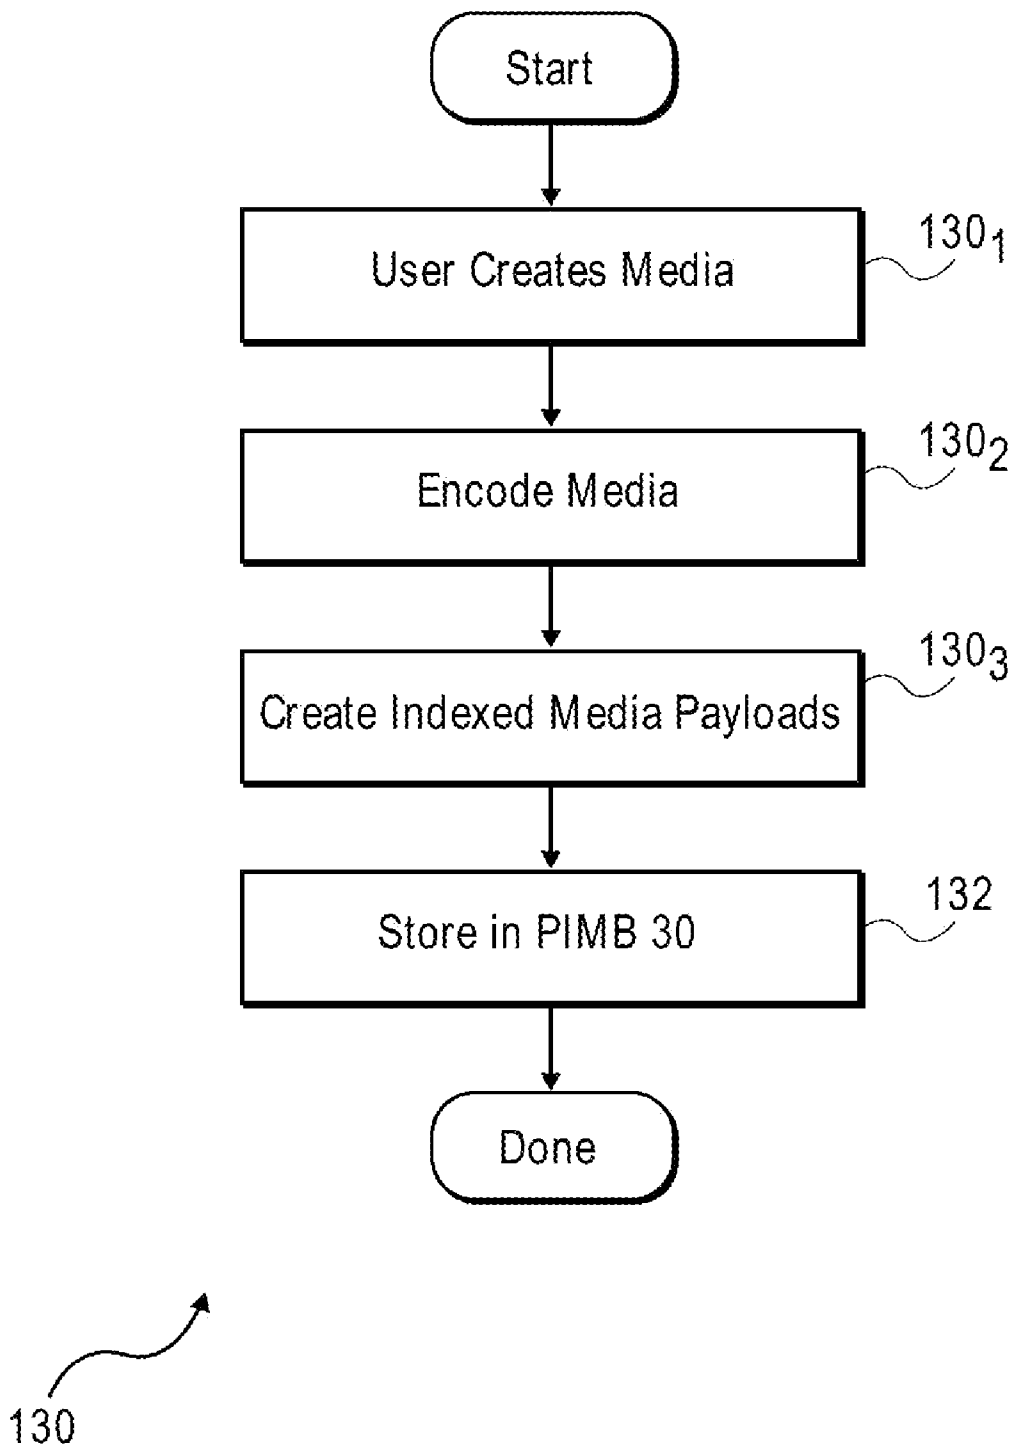 Start
User Creates Media
130₁
Encode Media
130₂
Create Indexed Media Payloads
130₃
Store in PIMB 30
132
Done
130